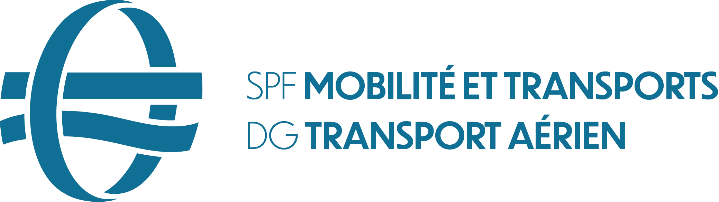 SPF MOBILITÉ ET TRANSPORTS
DG TRANSPORT AÉRIEN